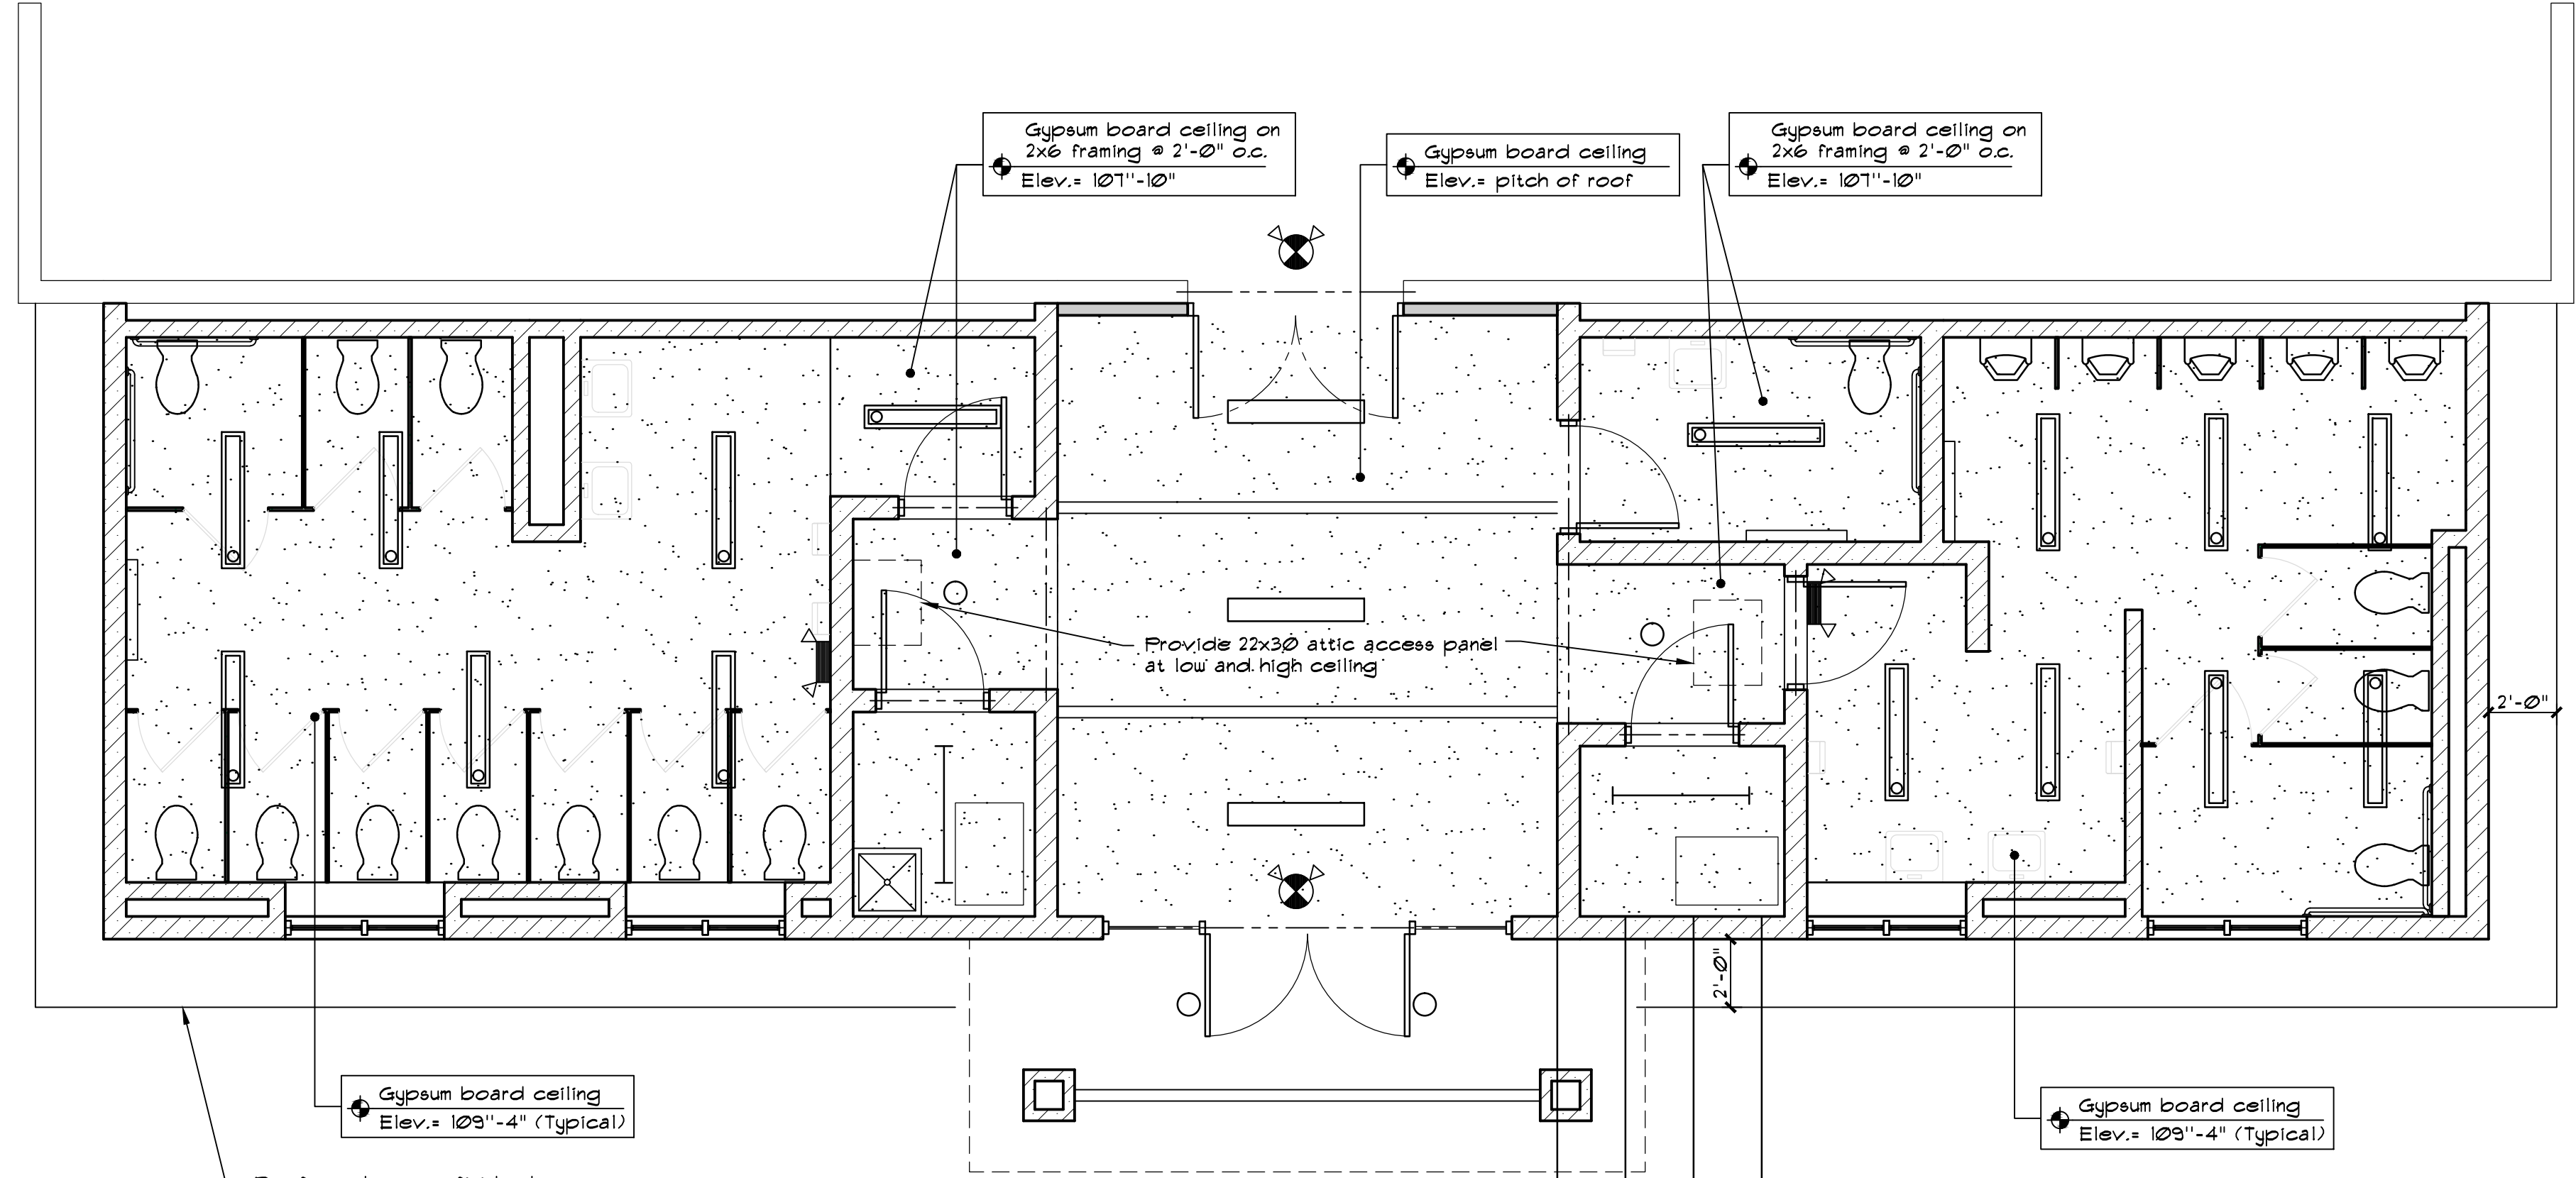 Gypsum board ceiling on
2x6 framing @ 2'-0" o.c.
Elev.= 107''-10"
Gypsum board ceiling
Elev.= pitch of roof
Gypsum board ceiling on
2x6 framing @ 2'-0" o.c.
Elev.= 107''-10"
Provide 22x30 attic access panel
at low and high ceiling
2'-0"
2'-0"
Gypsum board ceiling
Elev.= 109''-4" (Typical)
Gypsum board ceiling
Elev.= 109''-4" (Typical)